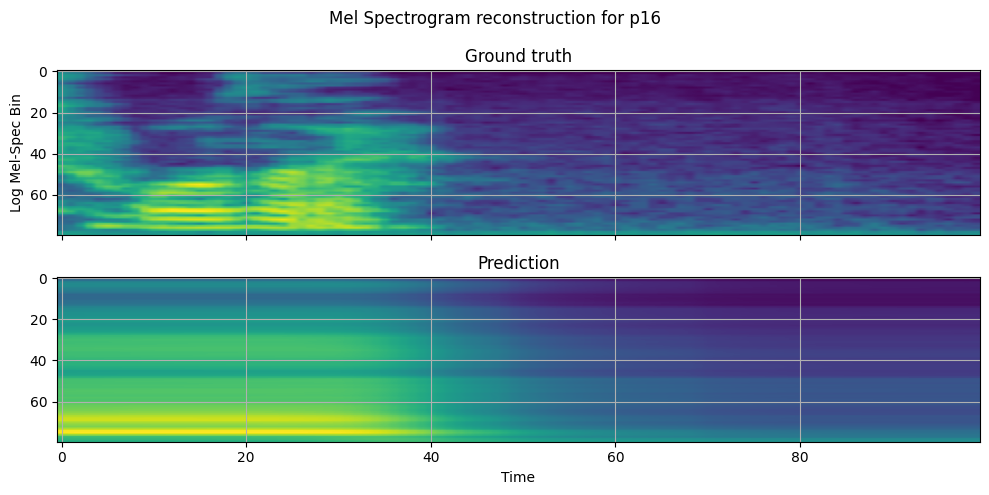 Mel Spectrogram reconstruction for p16
Ground truth
Log Mel-Spec Bin
0
20
40
60
Prediction
0
20
40
60
0 20 40 60 80
Time